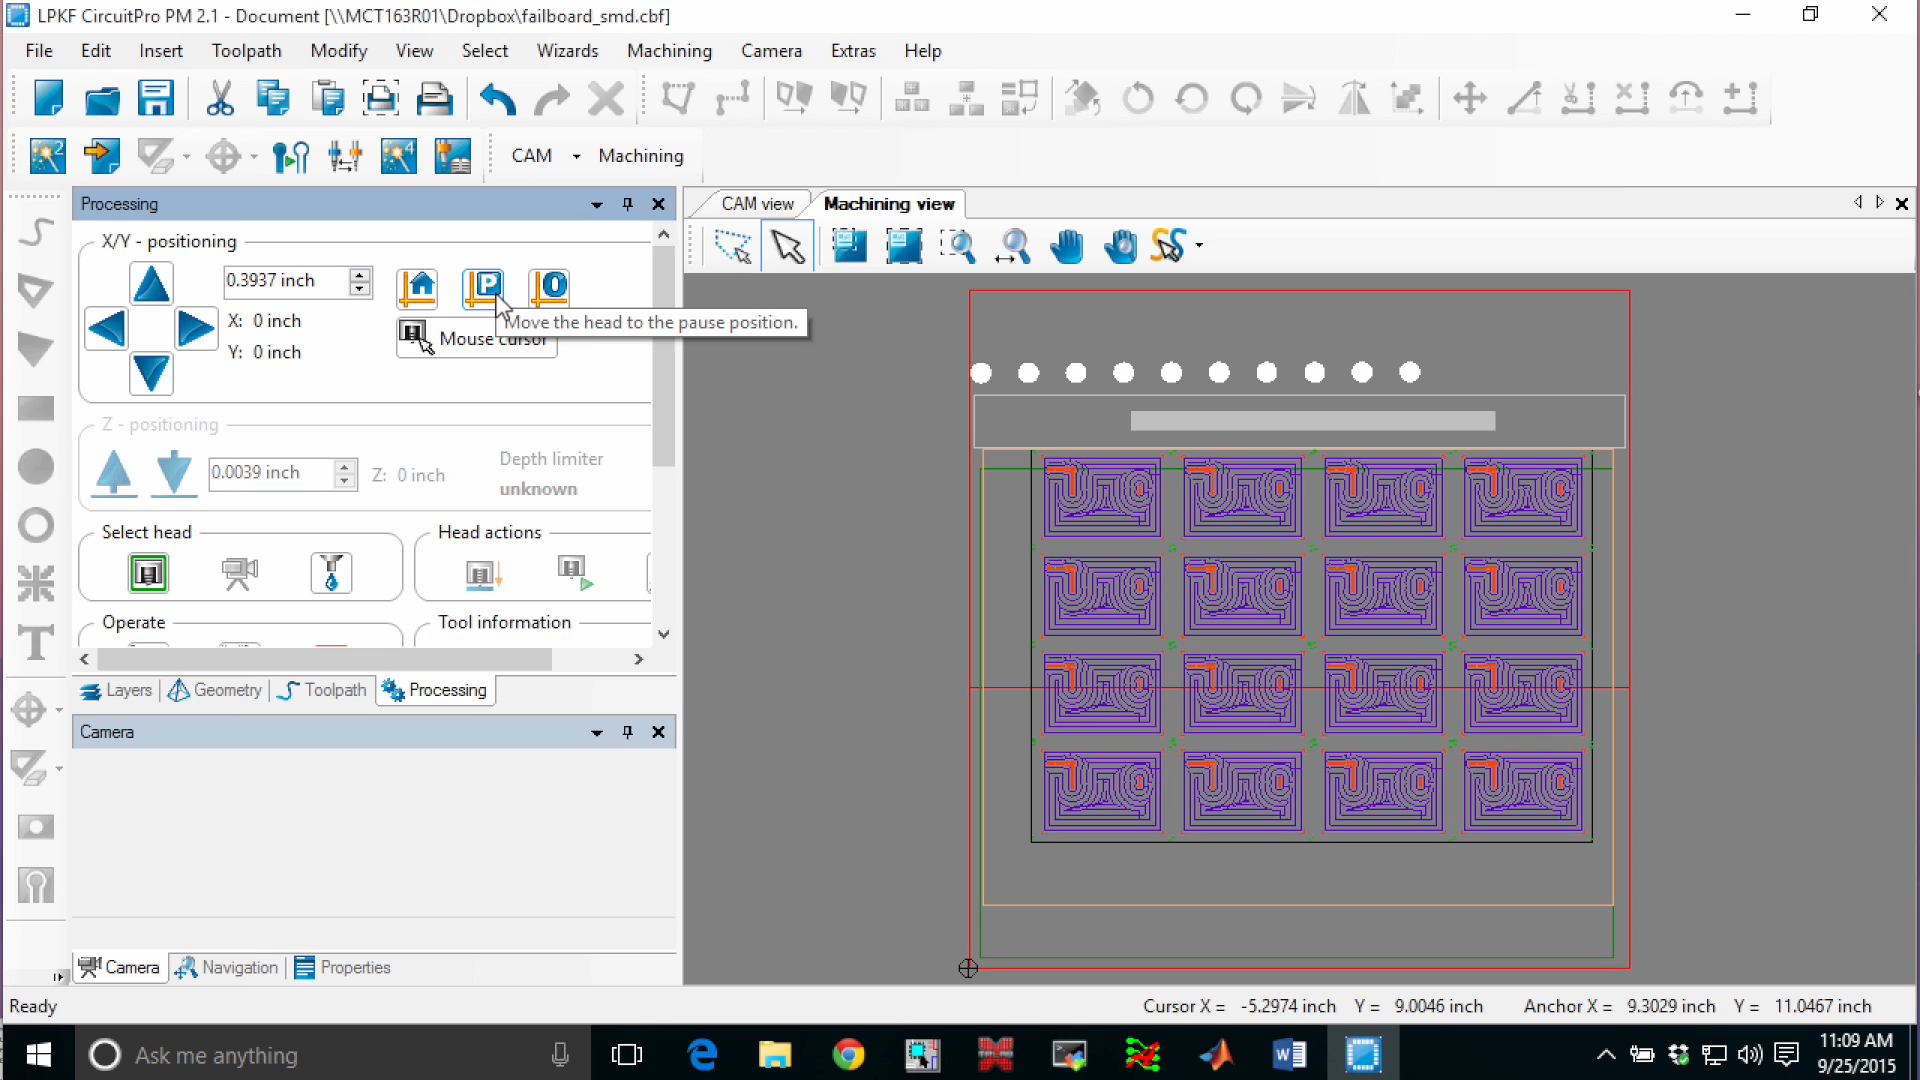 LPKF CircuitPro PM 2.1 - Document [\\MCT163R01\Dropbox\failboard_smd.cbf]
File Edit Insert Toolpath Modify View Select Wizards Machining Camera Extras Help
2 4 CAM Machining
Processing
CAM view Machining view
X/Y - positioning
0.3937 inch
P 0
X: 0 inch
Move the head to the pause position.
Mouse cursor
Y: 0 inch
Z - positioning
0.0039 inch
Z: 0 inch
Depth limiter
unknown
Select head
Head actions
Operate
Tool information
Layers Geometry Toolpath Processing
Camera
T
Camera Navigation Properties
Ready
Cursor X = -5.2974 inch Y = 9.0046 inch Anchor X = 9.3029 inch Y = 11.0467 inch
Ask me anything
11:09 AM
9/25/2015